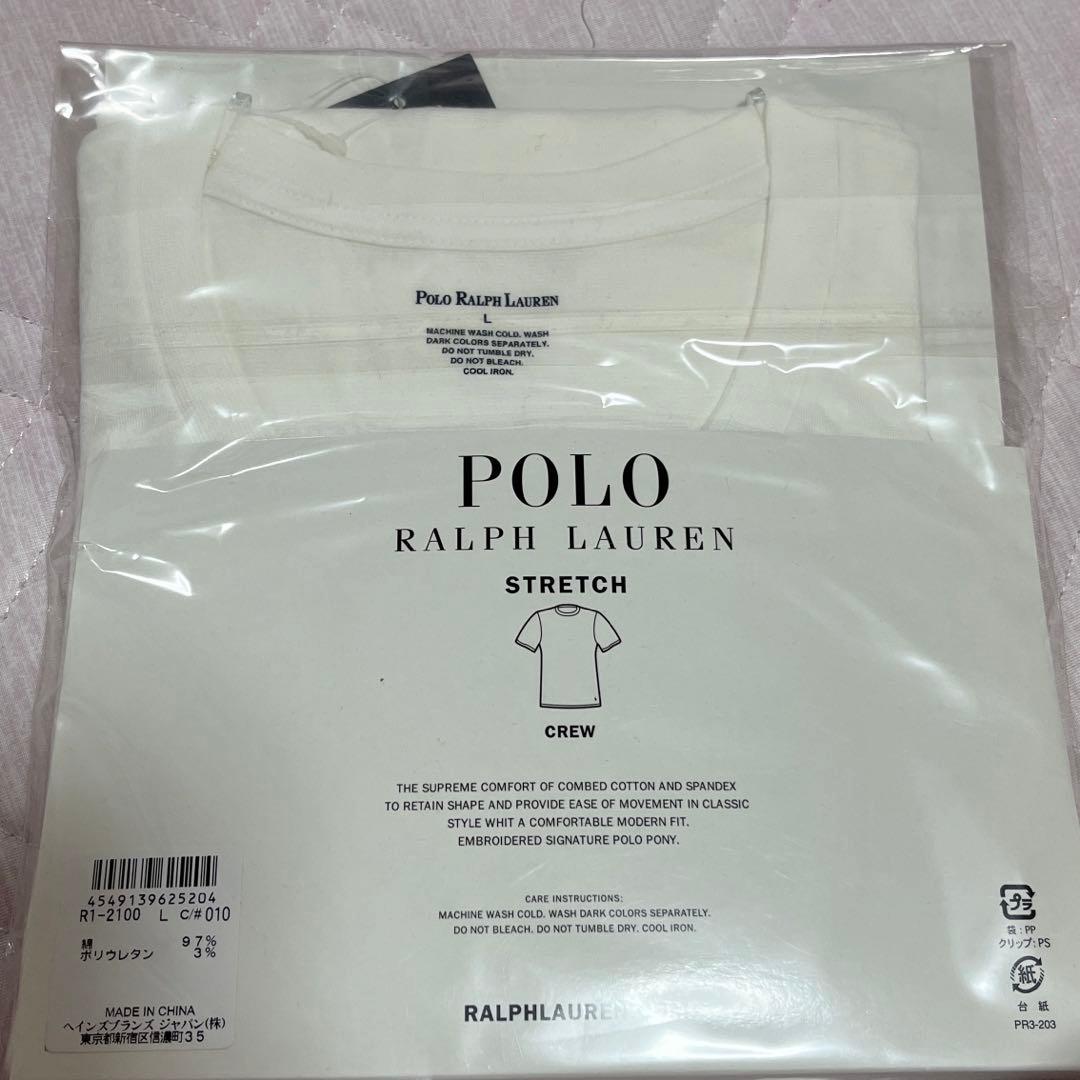 POLO RALPH LAUREN
L
MACHINE WASH COLD. WASH
DARK COLORS SEPARATELY.
DO NOT TUMBLE DRY.
DO NOT BLEACH.
COOL IRON.
POLO
RALPH LAUREN
STRETCH
CREW
THE SUPREME COMFORT OF COMBED COTTON AND SPANDEX
TO RETAIN SHAPE AND PROVIDE EASE OF MOVEMENT IN CLASSIC
STYLE WHIT A COMFORTABLE MODERN FIT.
EMBROIDERED SIGNATURE POLO PONY.
CARE INSTRUCTIONS:
MACHINE WASH COLD. WASH DARK COLORS SEPARATELY.
DO NOT BLEACH. DO NOT TUMBLE DRY. COOL IRON.
RALPHLAUREN
4549139625204
R1-2100 L C/#010
綿 97%
ポリウレタン 3%
MADE IN CHINA
ヘインズブランズ ジャパン(株)
東京都新宿区信濃町35
プラ
袋:PP
クリップ:PS
紙
台紙
PR3-203